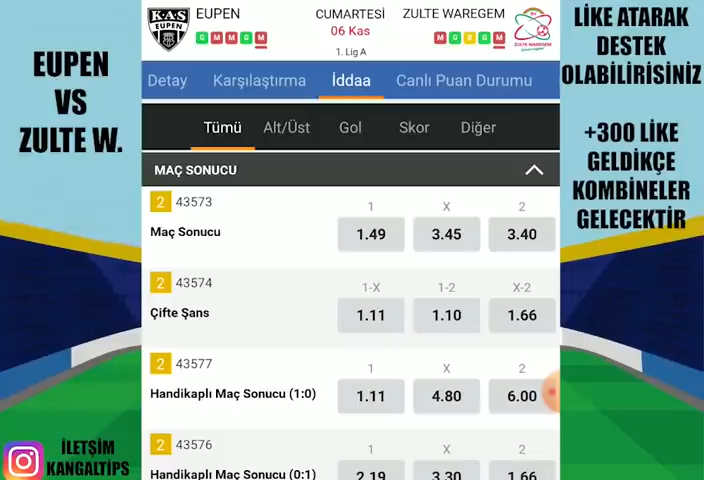 EUPEN
VS
ZULTE W.
K.A.S
EUPEN
EUPEN
G M M G M
CUMARTESİ
06 Kas
1. Lig A
ZULTE WAREGEM
M G B G M
ZULTE WAREGEM
Detay Karşılaştırma İddaa Canlı Puan Durumu
Tümü Alt/Üst Gol Skor Diğer
MAÇ SONUCU
2 43573
1 X 2
Maç Sonucu 1.49 3.45 3.40
2 43574
1-X 1-2 X-2
Çifte Şans 1.11 1.10 1.66
2 43577
1 X 2
Handikaplı Maç Sonucu (1:0) 1.11 4.80 6.00
2 43576
1 X 2
Handikaplı Maç Sonucu (0:1) 2.19 3.30 1.66
LİKE ATARAK
DESTEK
OLABİLİRİSİNİZ
+300 LİKE
GELDİKÇE
KOMBİNELER
GELECEKTİR
İLETŞİM
KANGALTİPS